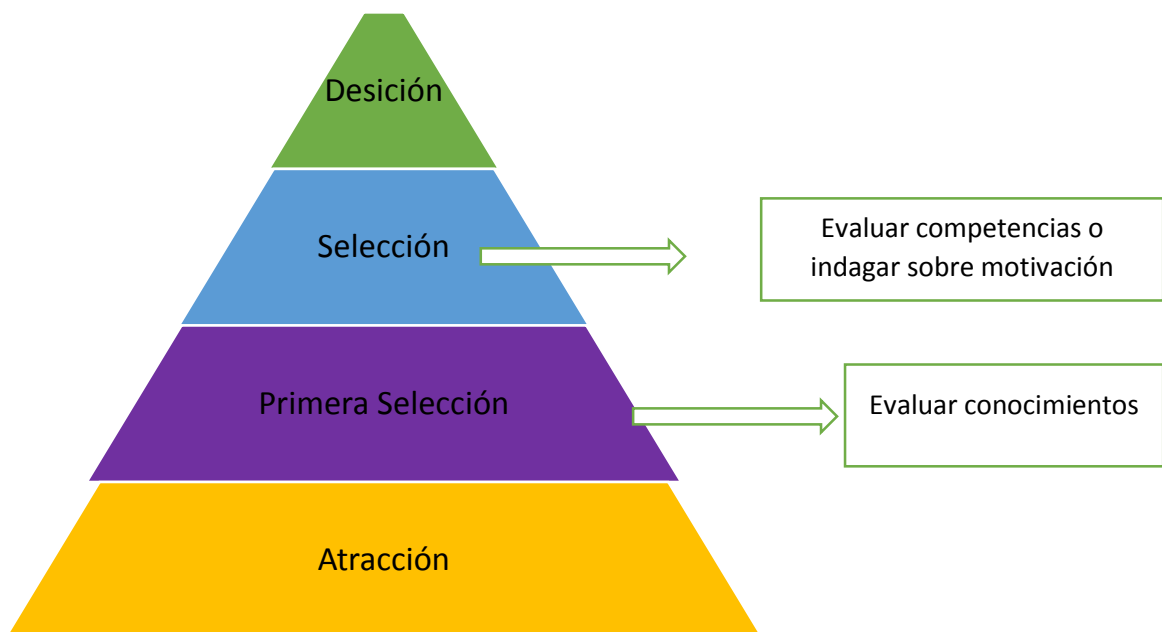 Desición
Selección
Evaluar competencias o
indagar sobre motivación
Primera Selección
Evaluar conocimientos
Atracción